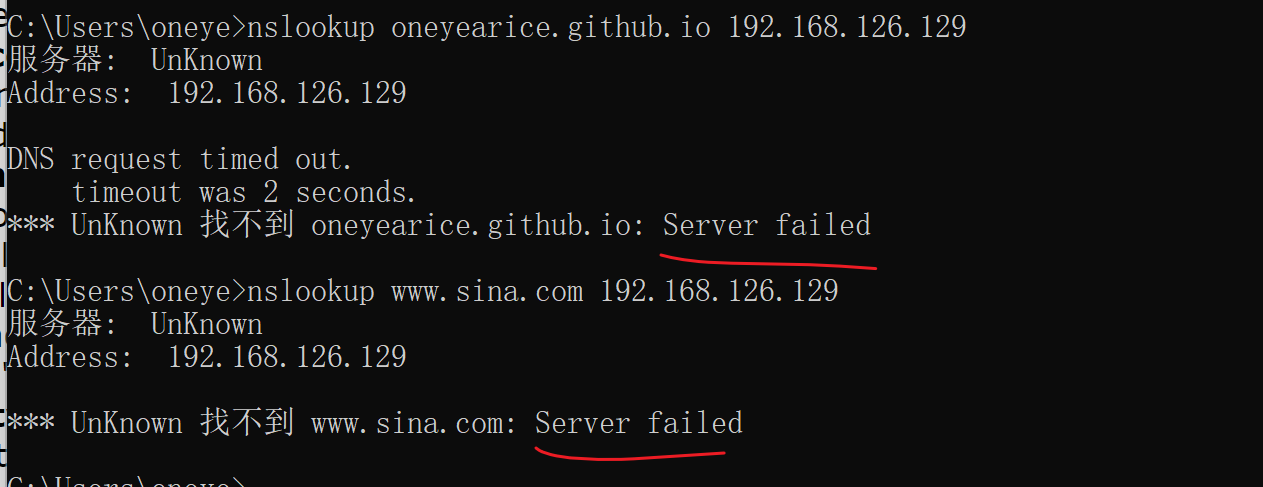 C:\Users\oneye>nslookup oneyearice.github.io 192.168.126.129
服务器:  UnKnown
Address:  192.168.126.129
DNS request timed out.
    timeout was 2 seconds.
*** UnKnown 找不到 oneyearice.github.io: Server failed
C:\Users\oneye>nslookup www.sina.com 192.168.126.129
服务器:  UnKnown
Address:  192.168.126.129
*** UnKnown 找不到 www.sina.com: Server failed
C:\Users\oneye>